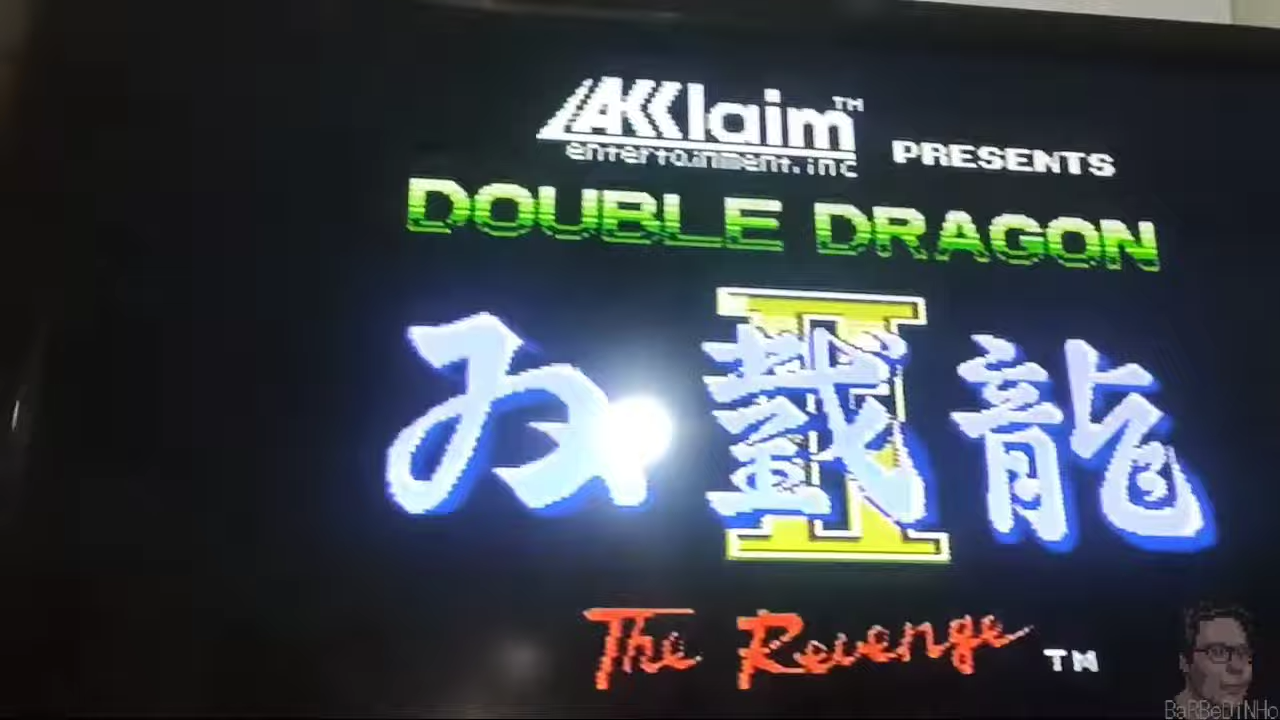 AKKlaim™
entertainment.inc
PRESENTS
DOUBLE DRAGON
II
双截龍
The Revenge ™
BaRBeDiNHo